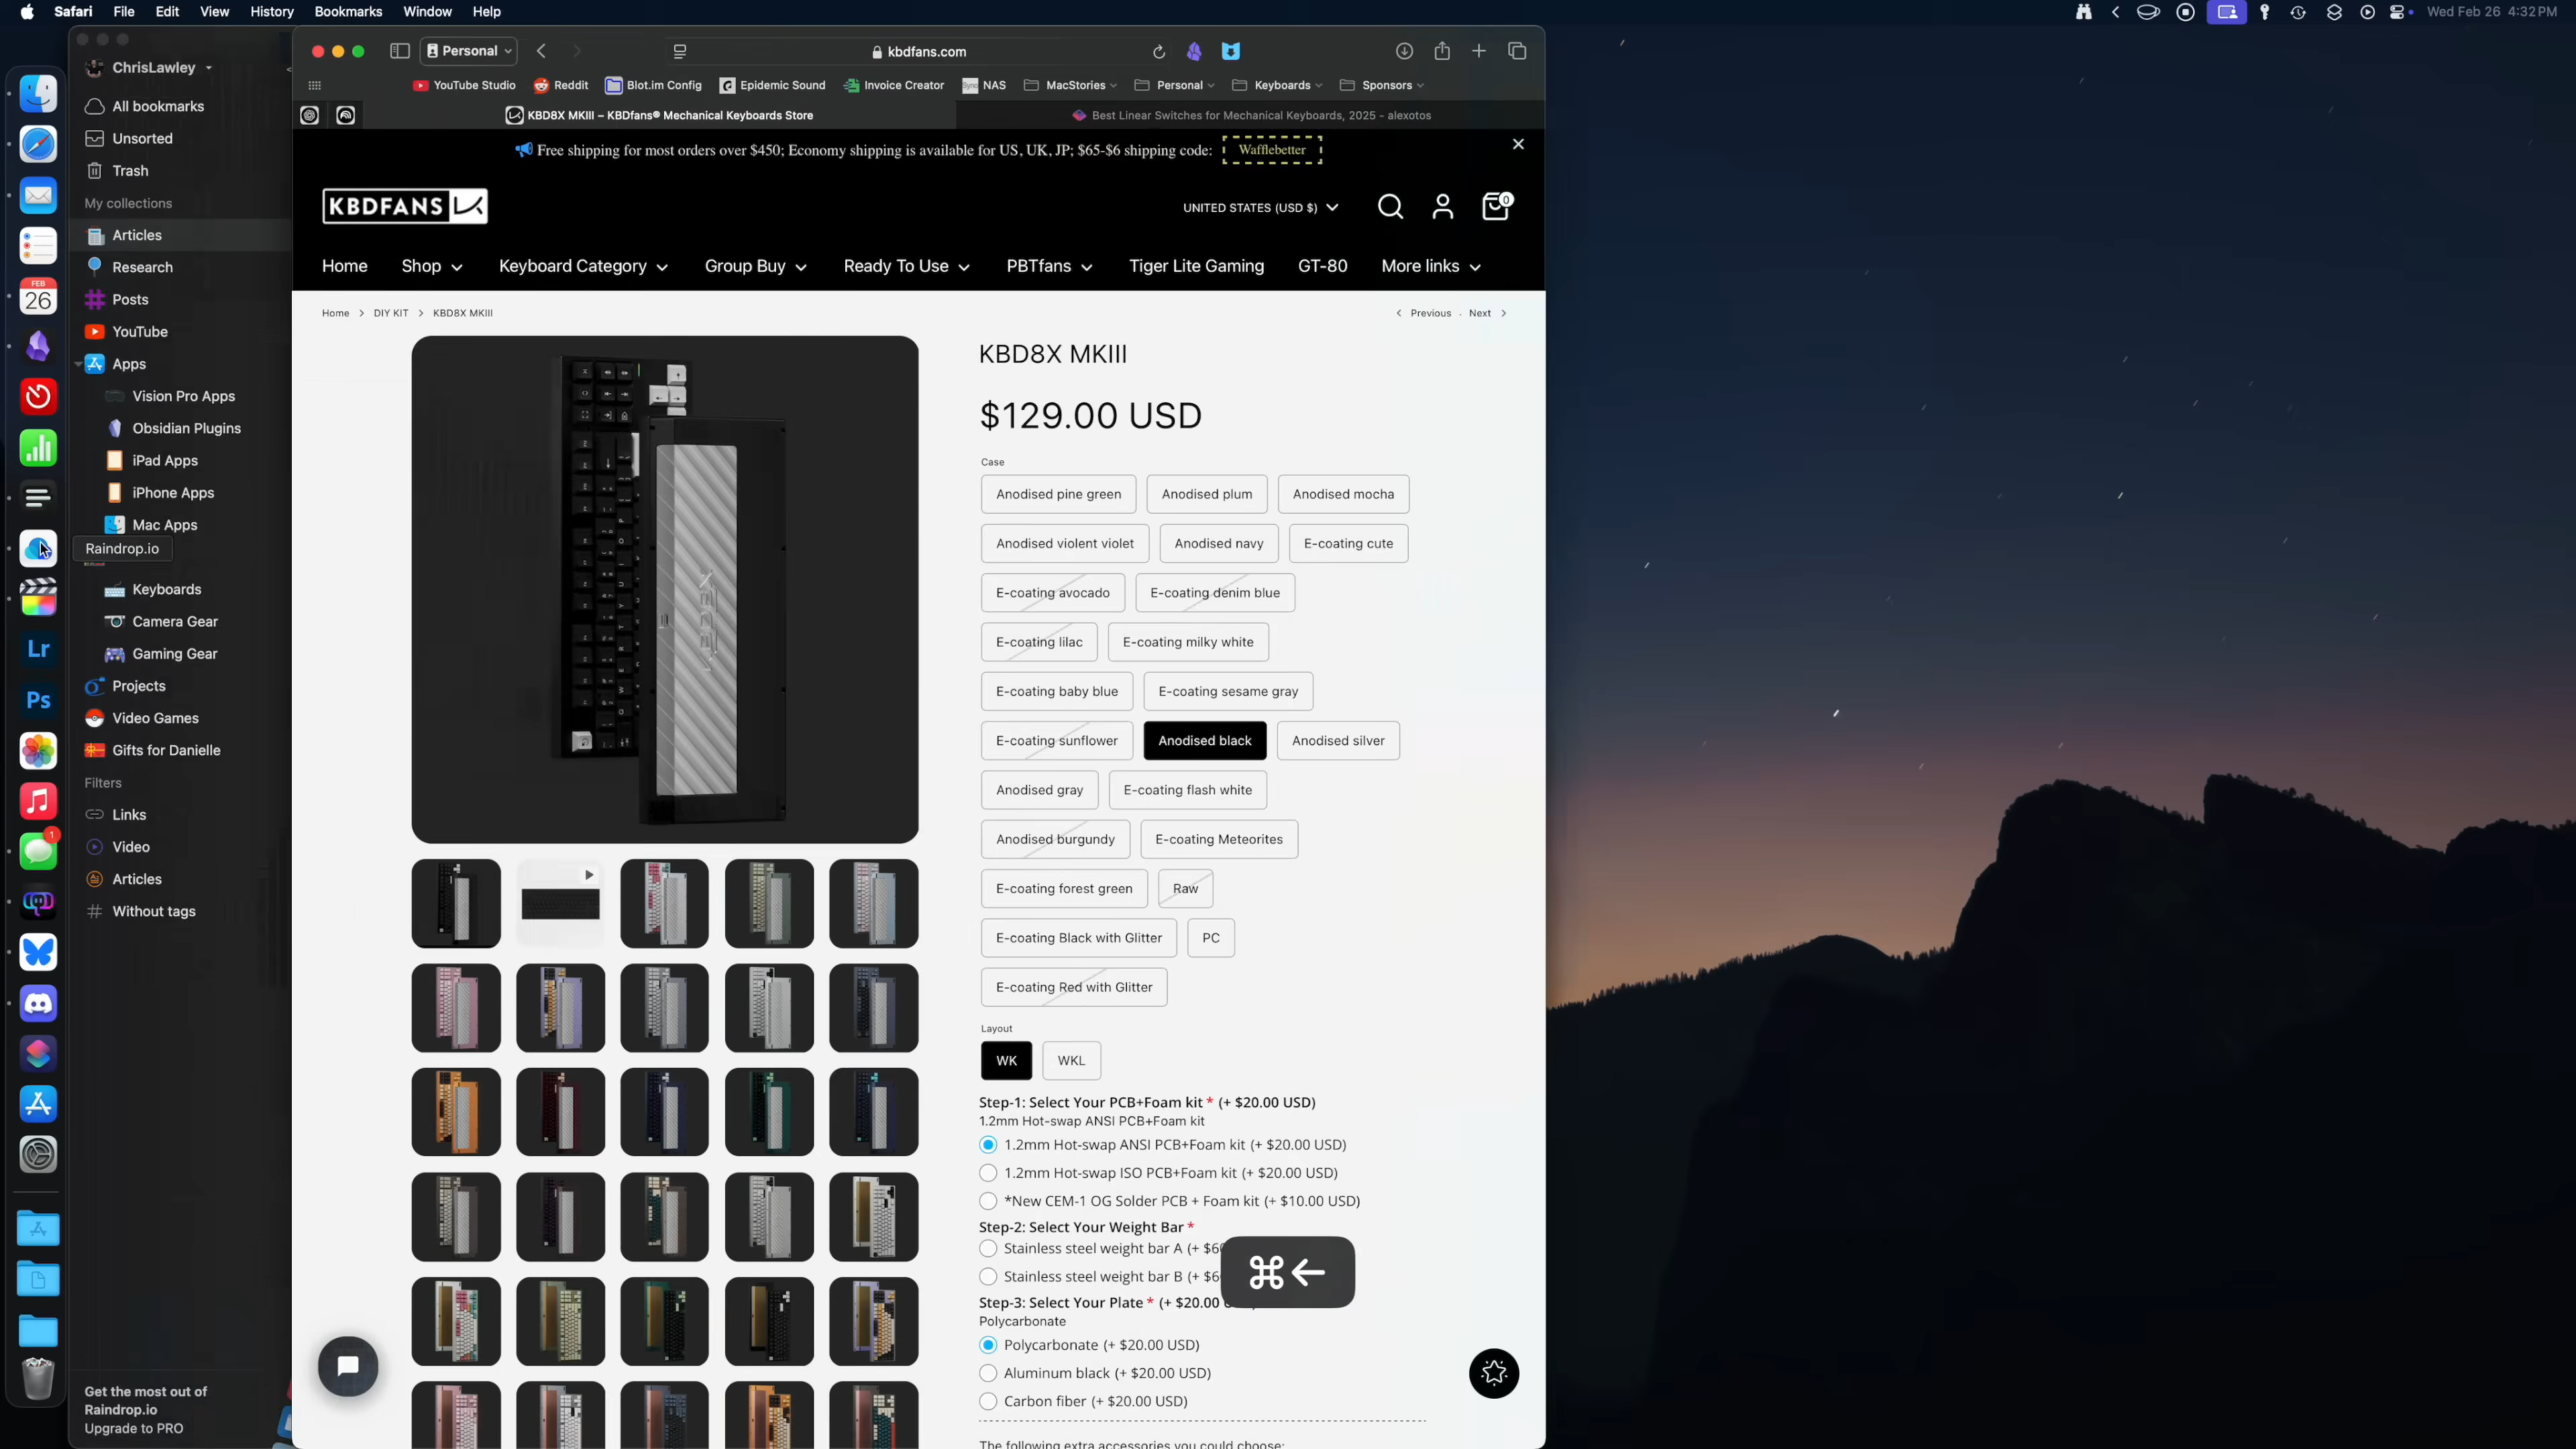 Safari File Edit View History Bookmarks Window Help
Wed Feb 26 4:32 PM
ChrisLawley
All bookmarks
Unsorted
Trash
My collections
Articles
Research
Posts
YouTube
Apps
Vision Pro Apps
Obsidian Plugins
iPad Apps
iPhone Apps
Mac Apps
Raindrop.io
Keyboards
Camera Gear
Gaming Gear
Projects
Video Games
Gifts for Danielle
Filters
Links
Video
Articles
Without tags
Get the most out of
Raindrop.io
Upgrade to PRO
FEB
26
Lr
Ps
1
Personal
kbdfans.com
YouTube Studio Reddit Blot.im Config Epidemic Sound Invoice Creator NAS MacStories Personal Keyboards Sponsors
KBD8X MKIII – KBDfans® Mechanical Keyboards Store
Best Linear Switches for Mechanical Keyboards, 2025 - alexotos
Free shipping for most orders over $450; Economy shipping is available for US, UK, JP; $65-$6 shipping code: Wafflebetter
KBDFANS
UNITED STATES (USD $)
0
Home Shop Keyboard Category Group Buy Ready To Use PBTfans Tiger Lite Gaming GT-80 More links
Home > DIY KIT > KBD8X MKIII
< Previous . Next >
KBD8X MKIII
$129.00 USD
Case
Anodised pine green Anodised plum Anodised mocha
Anodised violent violet Anodised navy E-coating cute
E-coating avocado E-coating denim blue
E-coating lilac E-coating milky white
E-coating baby blue E-coating sesame gray
E-coating sunflower Anodised black Anodised silver
Anodised gray E-coating flash white
Anodised burgundy E-coating Meteorites
E-coating forest green Raw
E-coating Black with Glitter PC
E-coating Red with Glitter
Layout
WK WKL
Step-1: Select Your PCB+Foam kit * (+ $20.00 USD)
1.2mm Hot-swap ANSI PCB+Foam kit
1.2mm Hot-swap ANSI PCB+Foam kit (+ $20.00 USD)
1.2mm Hot-swap ISO PCB+Foam kit (+ $20.00 USD)
*New CEM-1 OG Solder PCB + Foam kit (+ $10.00 USD)
Step-2: Select Your Weight Bar *
Stainless steel weight bar A (+ $6
Stainless steel weight bar B (+ $6
⌘←
Step-3: Select Your Plate * (+ $20.00
Polycarbonate
Polycarbonate (+ $20.00 USD)
Aluminum black (+ $20.00 USD)
Carbon fiber (+ $20.00 USD)
The following extra accessories you could choose: